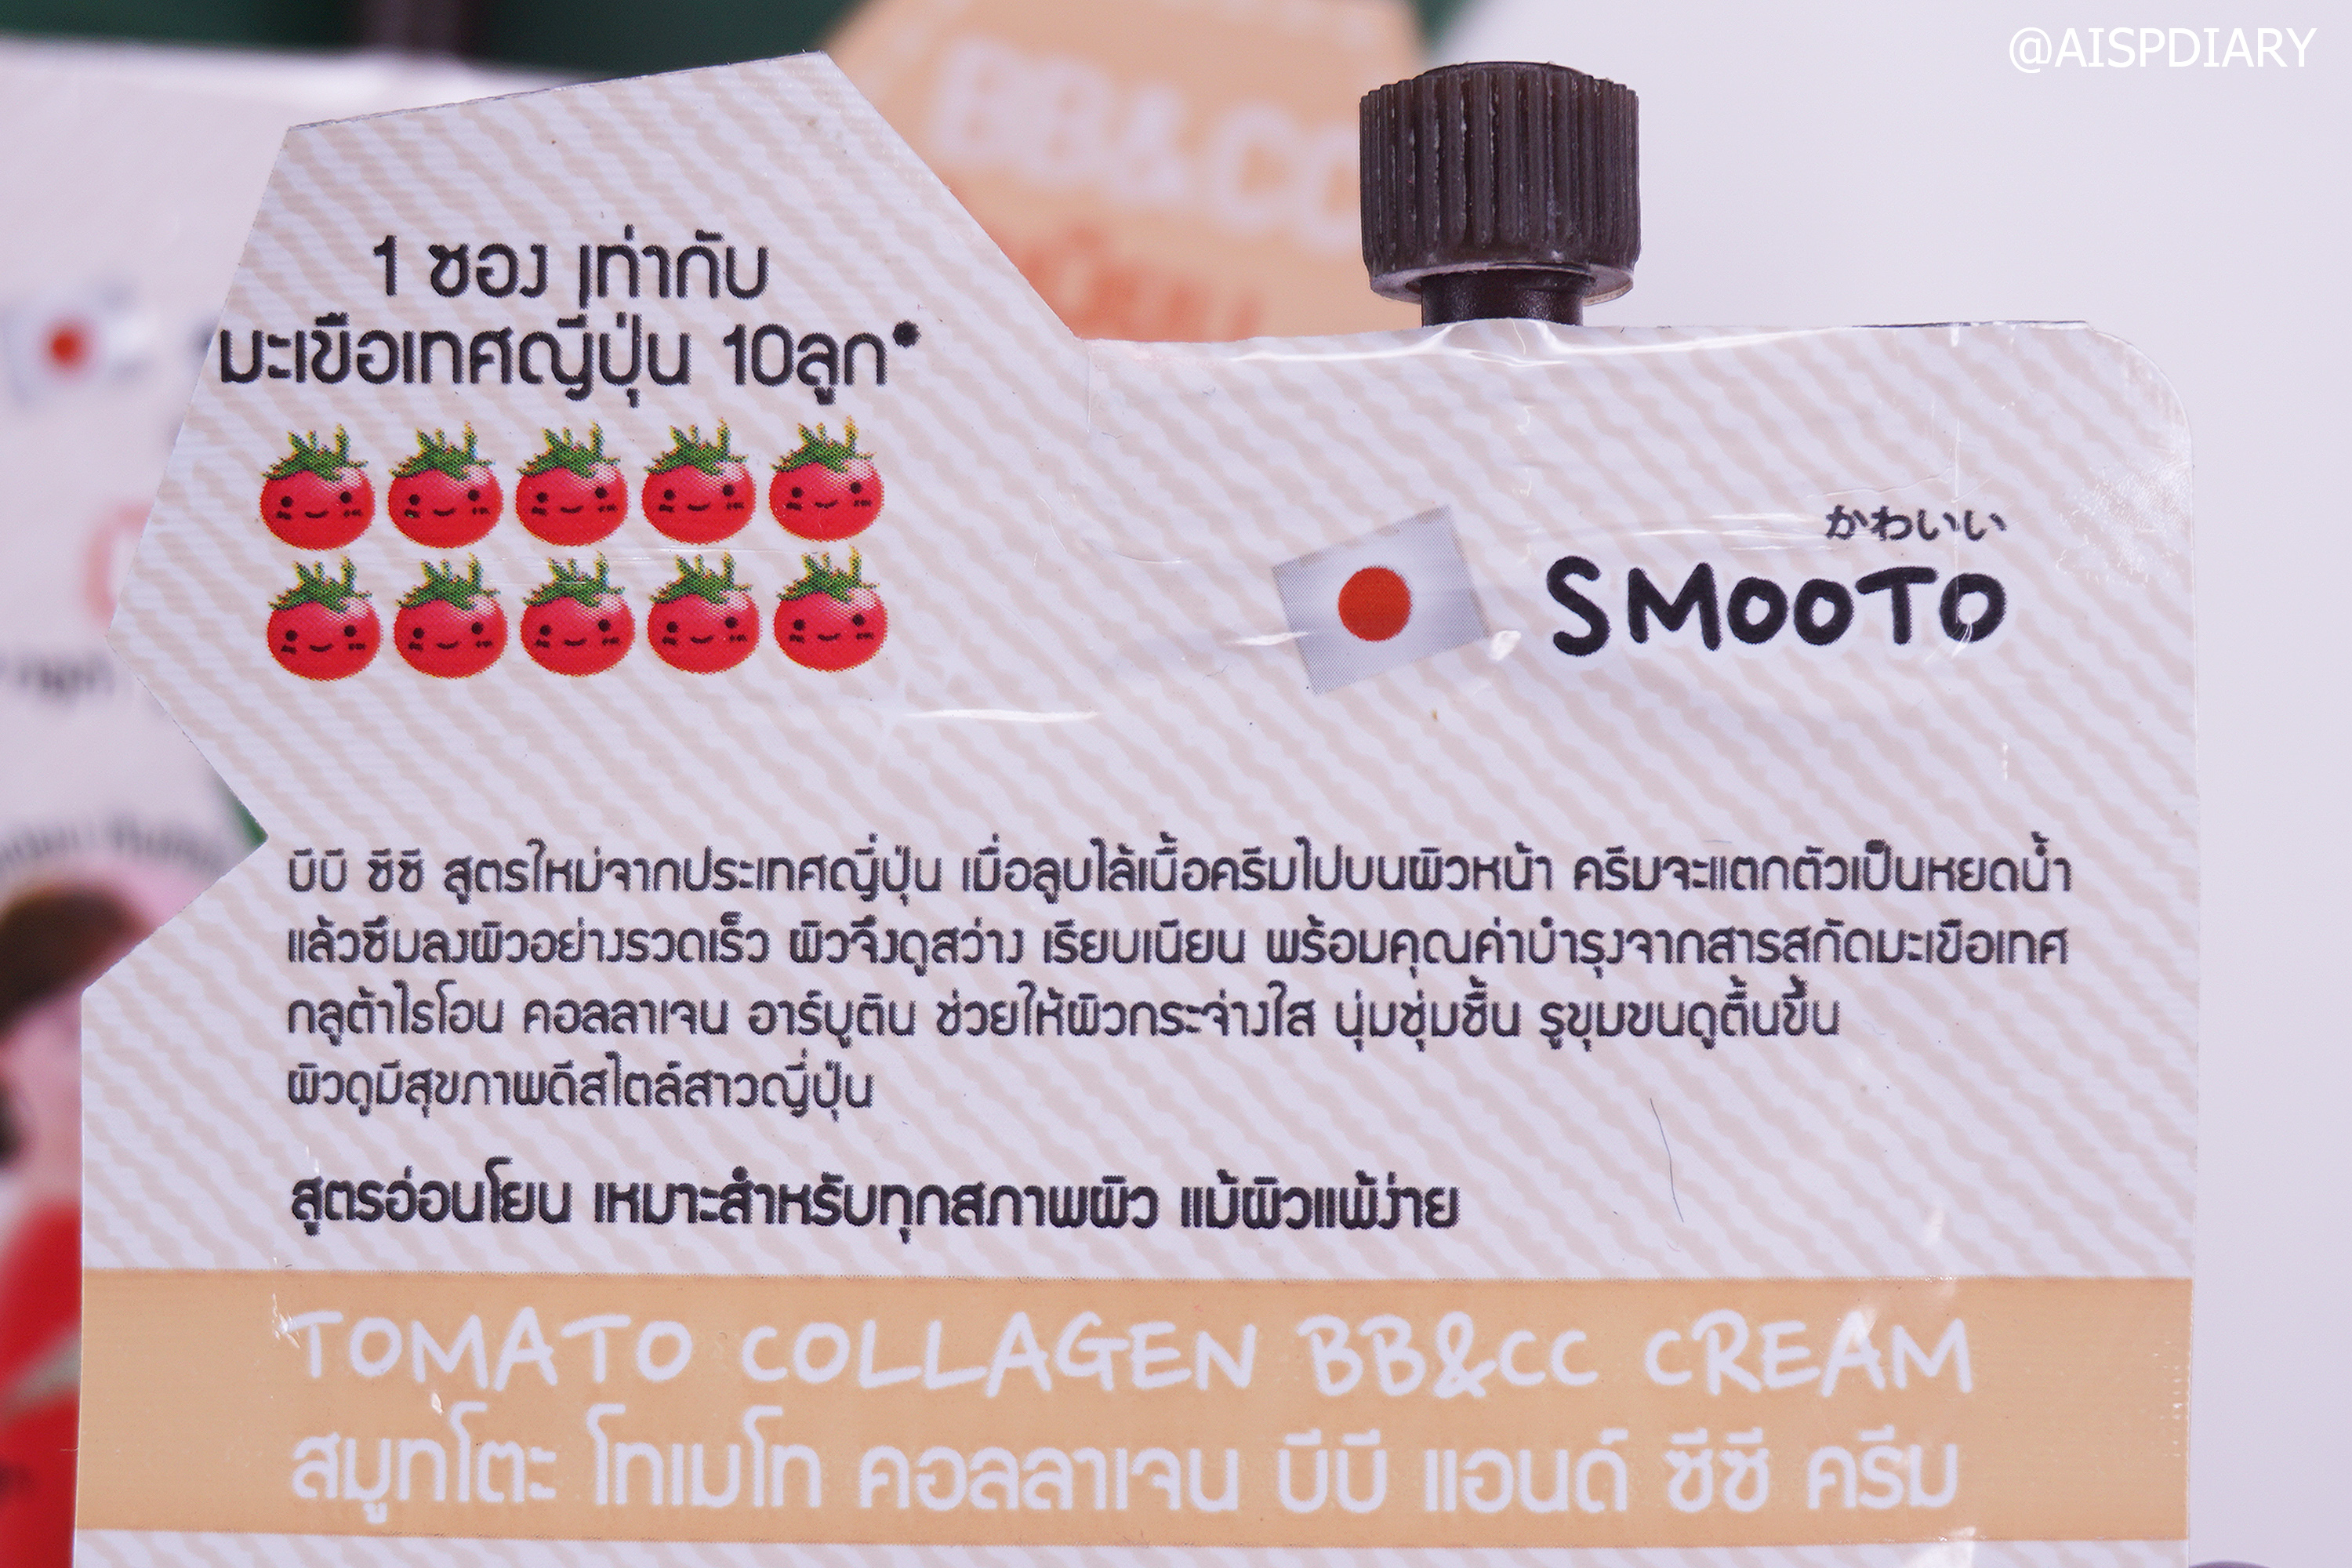 @AISPDIARY
BB&CC
1 ซอง เท่ากับ
มะเขือเทศญี่ปุ่น 10ลูก*
かわいい
SMOOTO
บีบี ซีซี สูตรใหม่จากประเทศญี่ปุ่น เมื่อลูบไล้เนื้อครีมไปบนผิวหน้า ครีมจะแตกตัวเป็นหยดน้ำ
แล้วซึมลงผิวอย่างรวดเร็ว ผิวจึงดูสว่าง เรียบเนียน พร้อมคุณค่าบำรุงจากสารสกัดมะเขือเทศ
กลูต้าไธโอน คอลลาเจน อาร์บูติน ช่วยให้ผิวกระจ่างใส นุ่มชุ่มชื้น รูขุมขนดูตื้นขึ้น
ผิวดูมีสุขภาพดีสไตล์สาวญี่ปุ่น
สูตรอ่อนโยน เหมาะสำหรับทุกสภาพผิว แม้ผิวแพ้ง่าย
TOMATO COLLAGEN BB&CC CREAM
สมูทโตะ โทเมโท คอลลาเจน บีบี แอนด์ ซีซี ครีม